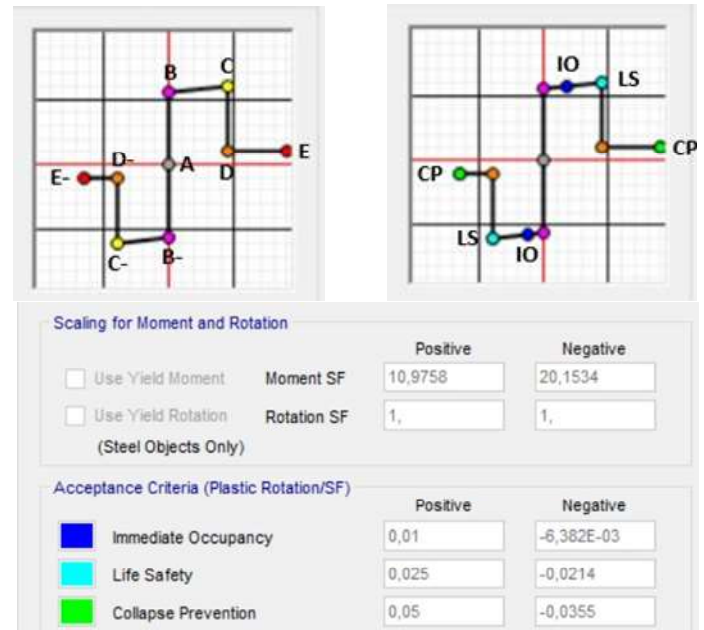 B C
E- D- A D E
C- B-
IO LS
CP CP
LS IO
Scaling for Moment and Rotation
Positive Negative
Use Yield Moment Moment SF 10,9758 20,1534
Use Yield Rotation Rotation SF 1, 1,
(Steel Objects Only)
Acceptance Criteria (Plastic Rotation/SF)
Positive Negative
Immediate Occupancy 0,01 -6,382E-03
Life Safety 0,025 -0,0214
Collapse Prevention 0,05 -0,0355